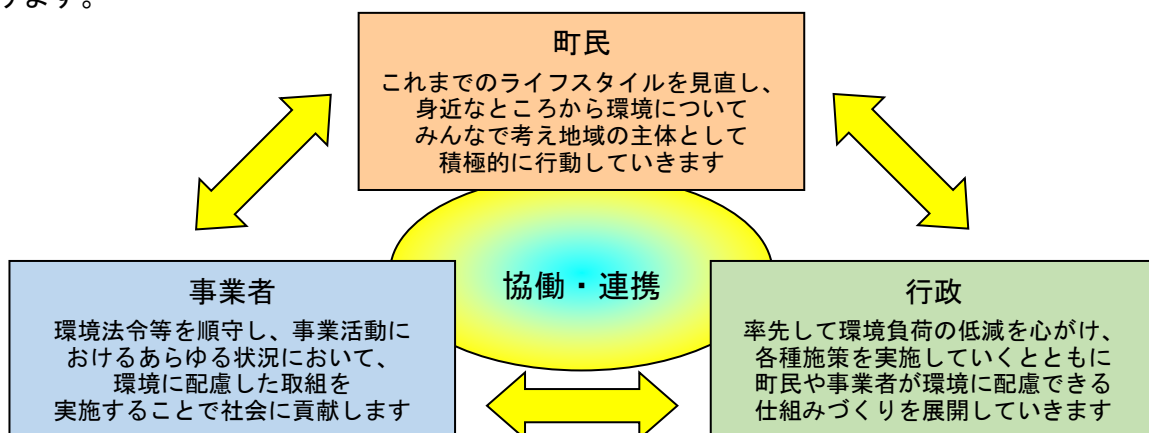 ります。
町民
これまでのライフスタイルを見直し、
身近なところから環境について
みんなで考え地域の主体として
積極的に行動していきます
協働・連携
事業者
環境法令等を順守し、事業活動に
おけるあらゆる状況において、
環境に配慮した取組を
実施することで社会に貢献します
行政
率先して環境負荷の低減を心がけ、
各種施策を実施していくとともに
町民や事業者が環境に配慮できる
仕組みづくりを展開していきます